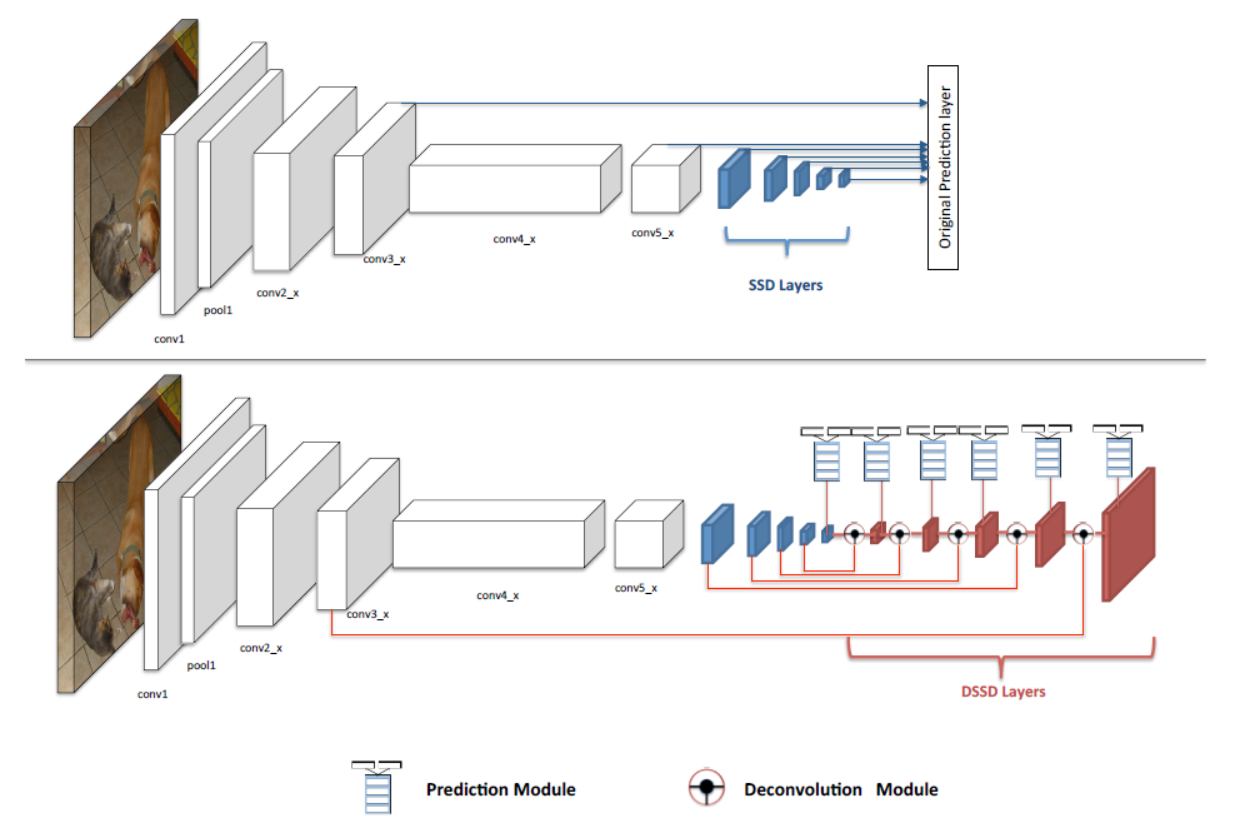 conv1
pool1
conv2_x
conv3_x
conv4_x
conv5_x
SSD Layers
Original Prediction layer
conv1
pool1
conv2_x
conv3_x
conv4_x
conv5_x
DSSD Layers
Prediction Module
Deconvolution Module